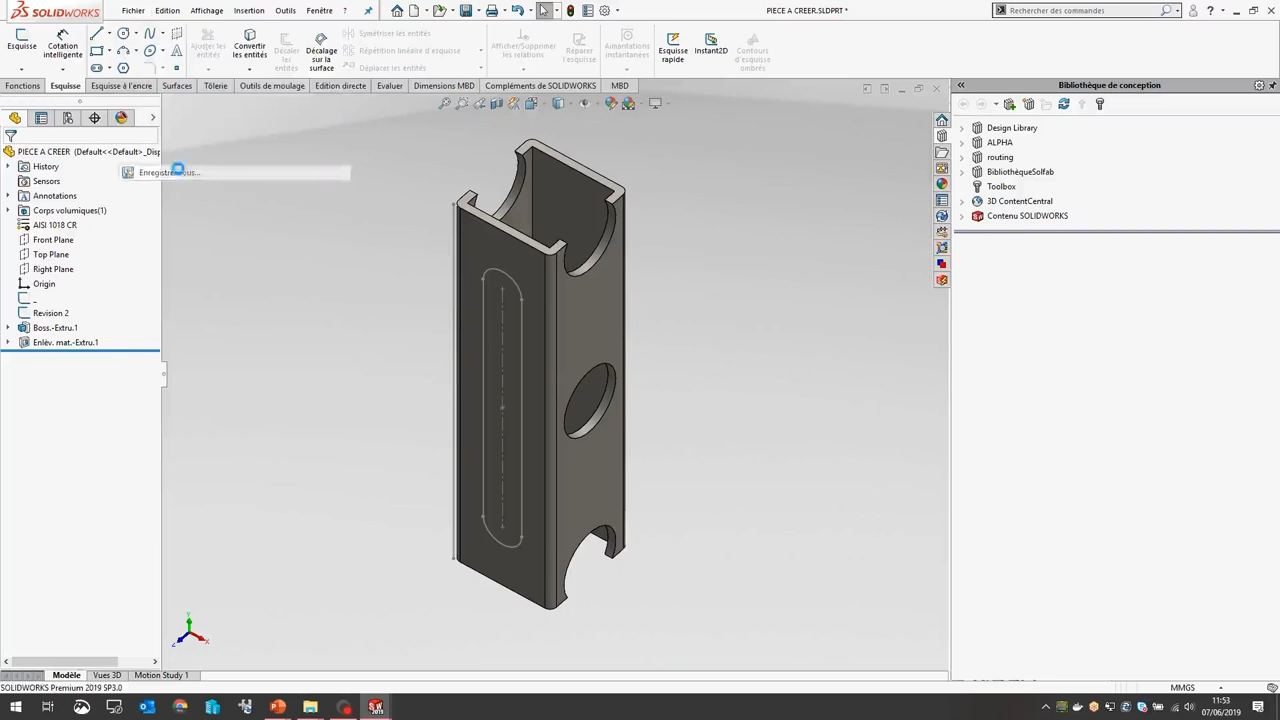 SOLIDWORKS Fichier Edition Affichage Insertion Outils Fenêtre ? PIECE A CREER.SLDPRT * Recherche des commandes
Esquisse
Cotation
intelligente
Ajuster les
entités
Convertir
les entités
Décaler
les
entités
Décalage
sur la
surface
Symétriser les entités
Répétition linéaire d'esquisse
Déplacer les entités
Afficher/Supprimer
les relations
Réparer
l'esquisse
Aimantations
instantanées
Esquisse
rapide
Instant2D
Contours
d'esquisse
ombrés
Fonctions Esquisse Esquisse à l'encre Surfaces Tôlerie Outils de moulage Edition directe Evaluer Dimensions MBD Compléments de SOLIDWORKS MBD
PIECE A CREER (Default<<Default>_Disp
History
Sensors
Annotations
Corps volumiques(1)
AISI 1018 CR
Front Plane
Top Plane
Right Plane
Origin
_
Revision 2
Boss.-Extru.1
Enlèv. mat.-Extru.1
Bibliothèque de conception
Design Library
ALPHA
routing
BibliothèqueSolfab
Toolbox
3D ContentCentral
Contenu SOLIDWORKS
Y
X
Z
Modèle Vues 3D Motion Study 1
SOLIDWORKS Premium 2019 SP3.0 MMGS
11:53
07/06/2019